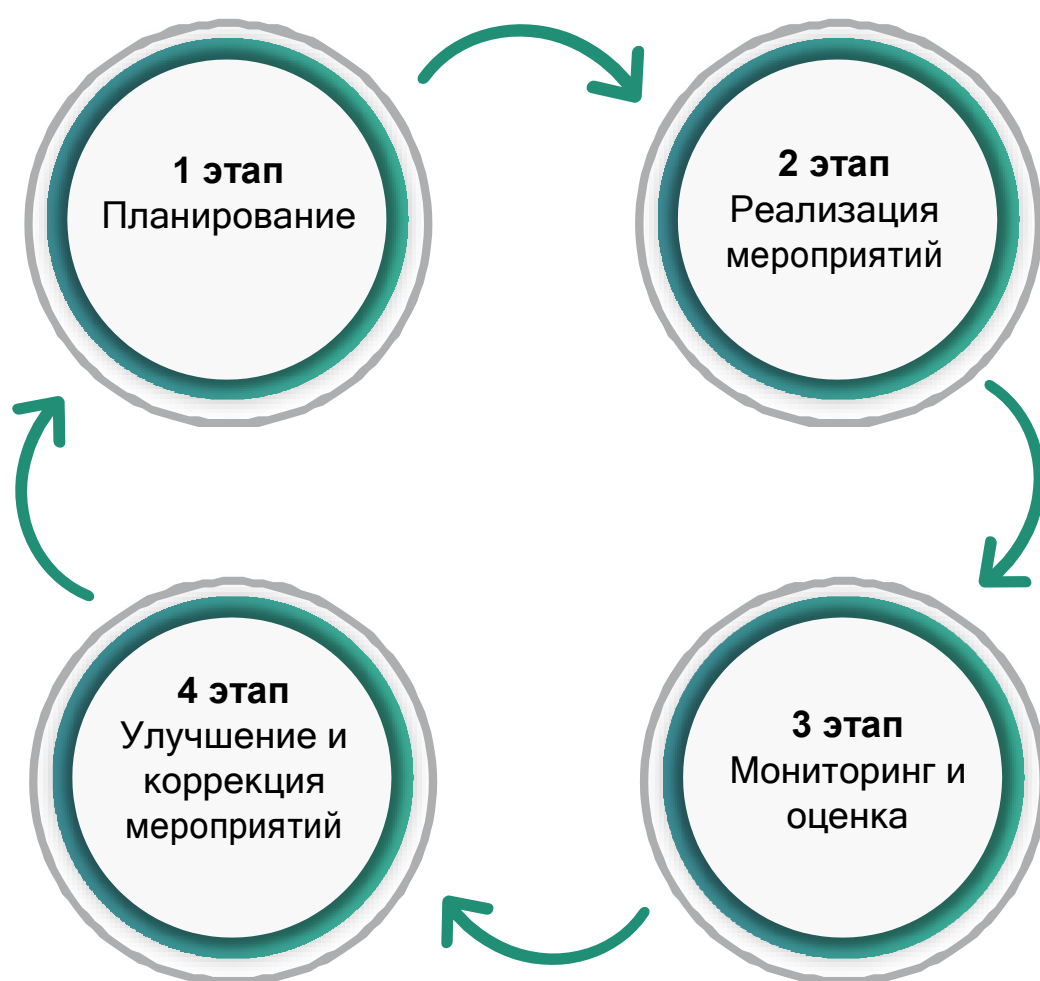 1 этап
Планирование
2 этап
Реализация
мероприятий
3 этап
Мониторинг и
оценка
4 этап
Улучшение и
коррекция
мероприятий